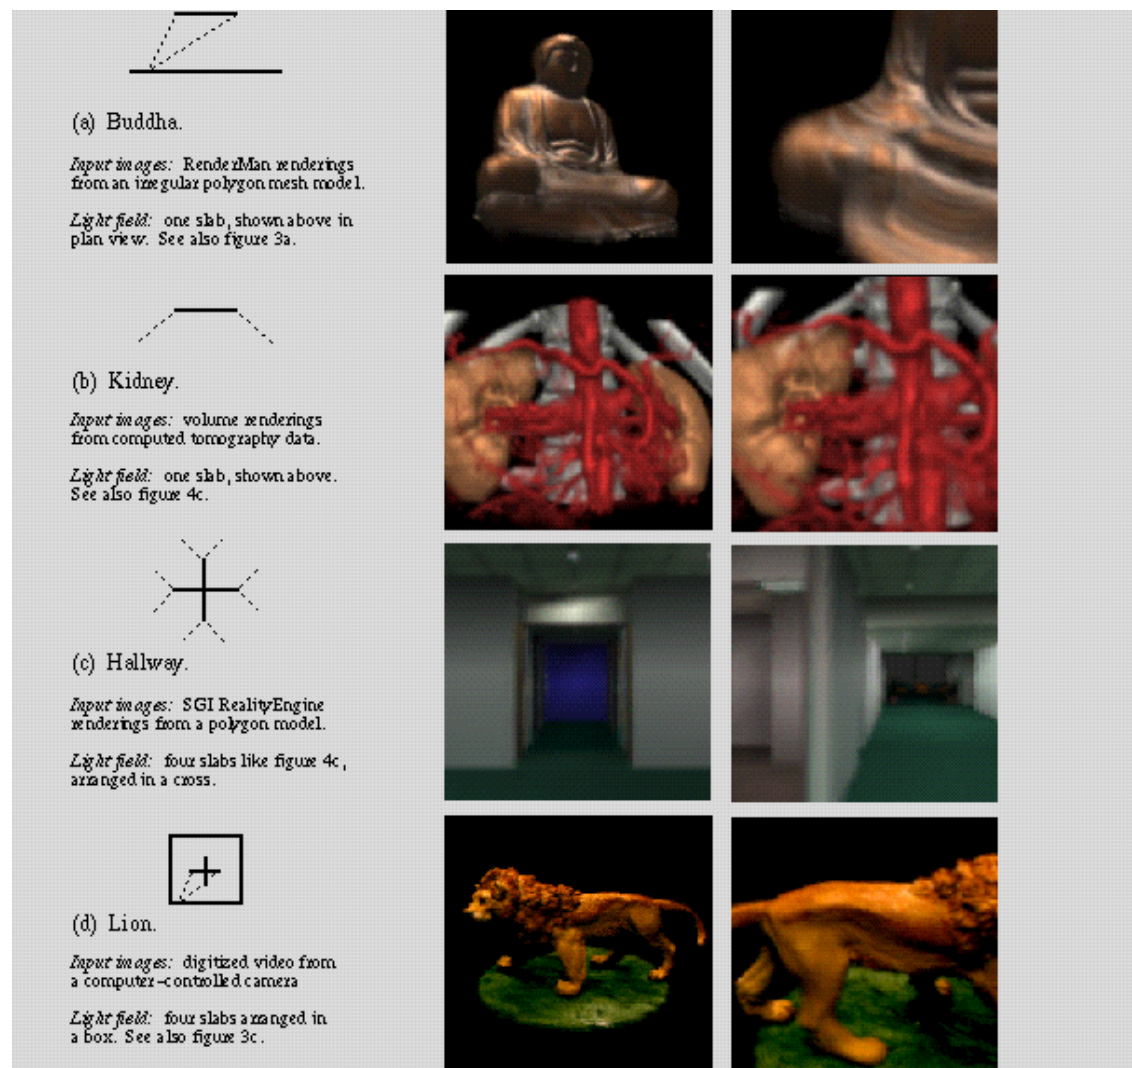 (a) Buddha.
Input images: RenderMan renderings
from an irregular polygon mesh model.
Light field: one slab, shown above in
plan view. See also figure 3a.
(b) Kidney.
Input images: volume renderings
from computed tomography data.
Light field: one slab, shown above.
See also figure 4c.
(c) Hallway.
Input images: SGI RealityEngine
renderings from a polygon model.
Light field: four slabs like figure 4c,
arranged in a cross.
(d) Lion.
Input images: digitized video from
a computer-controlled camera
Light field: four slabs arranged in
a box. See also figure 3c.